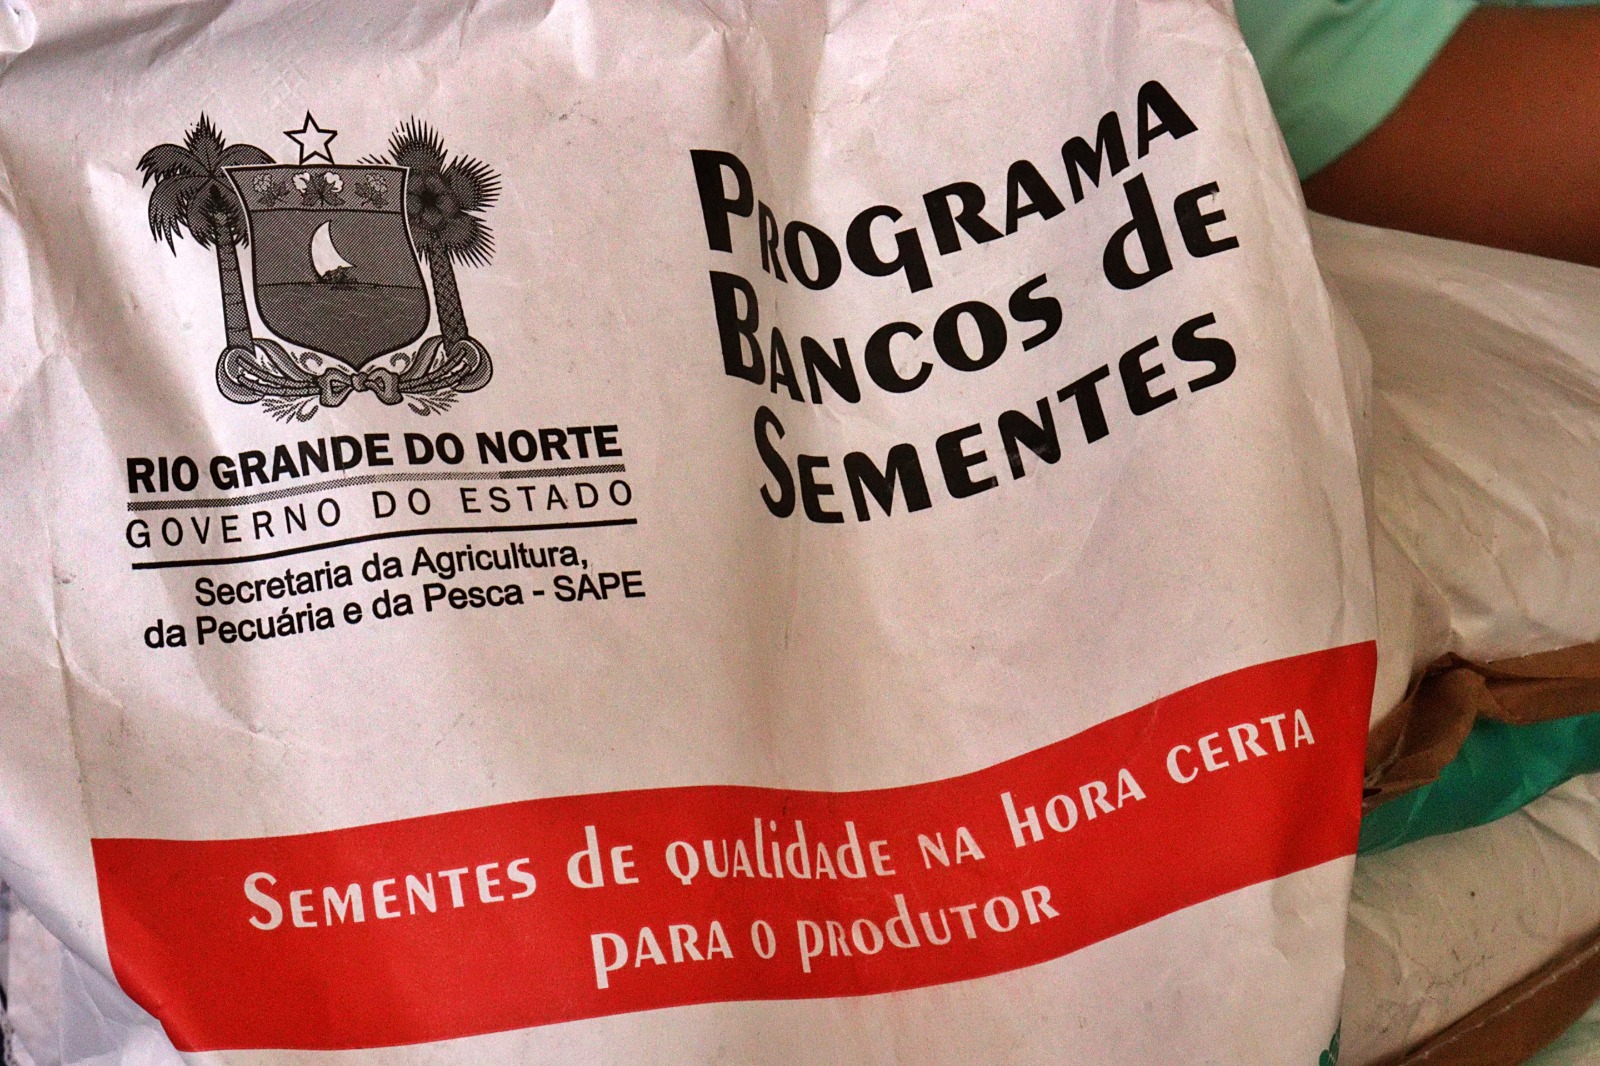 RIO GRANDE DO NORTE
GOVERNO DO ESTADO
Secretaria da Agricultura,
da Pecuária e da Pesca - SAPE
PROGRAMA
BANCOS dE
SEMENTES
SEMENTES dE QUAlidAdE NA hORA CERTA
pARA O pROdUTOR